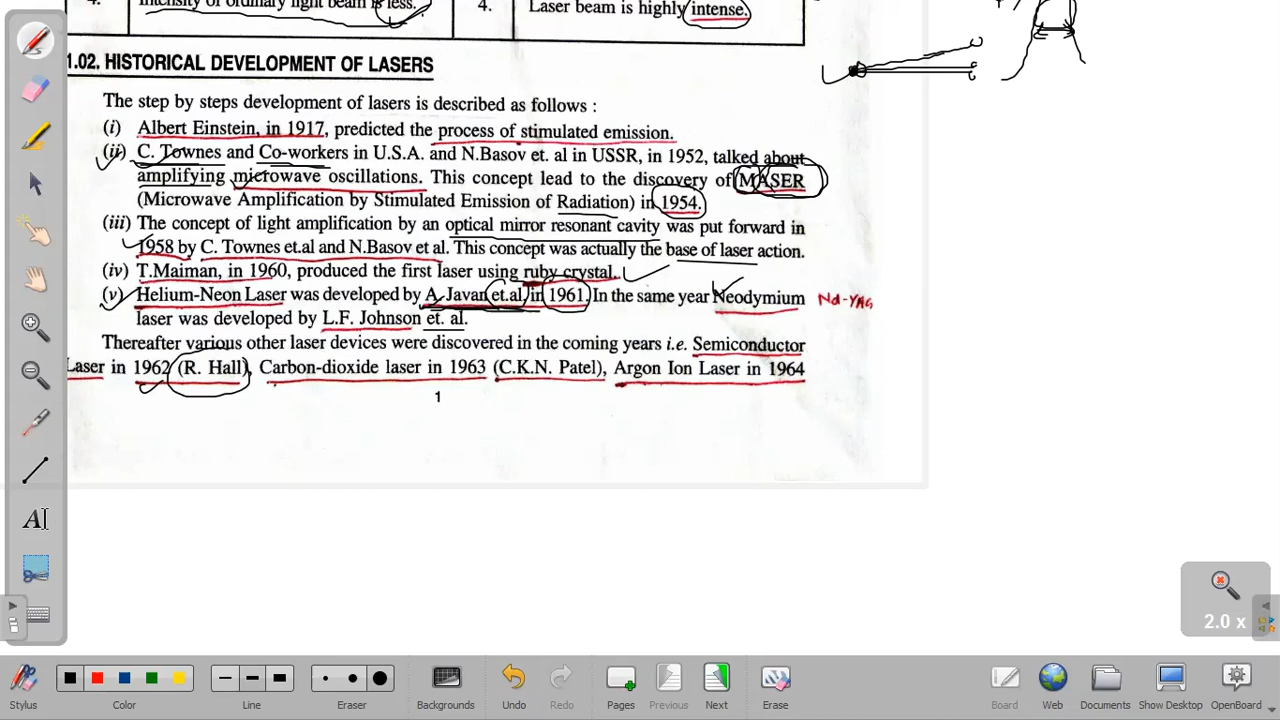 4. Intensity of ordinary light beam is less. 4. Laser beam is highly intense.
1.02. HISTORICAL DEVELOPMENT OF LASERS
The step by steps development of lasers is described as follows :
(i) Albert Einstein, in 1917, predicted the process of stimulated emission.
(ii) C. Townes and Co-workers in U.S.A. and N.Basov et. al in USSR, in 1952, talked about
amplifying microwave oscillations. This concept lead to the discovery of MASER
(Microwave Amplification by Stimulated Emission of Radiation) in 1954.
(iii) The concept of light amplification by an optical mirror resonant cavity was put forward in
1958 by C. Townes et.al and N.Basov et al. This concept was actually the base of laser action.
(iv) T.Maiman, in 1960, produced the first laser using ruby crystal.
(v) Helium-Neon Laser was developed by A. Javan et.al in 1961. In the same year Neodymium Nd-YAG
laser was developed by L.F. Johnson et. al.
Thereafter various other laser devices were discovered in the coming years i.e. Semiconductor
Laser in 1962 (R. Hall), Carbon-dioxide laser in 1963 (C.K.N. Patel), Argon Ion Laser in 1964
1
2.0 x
Stylus Color Line Eraser Backgrounds Undo Redo Pages Previous Next Erase Board Web Documents Show Desktop OpenBoard